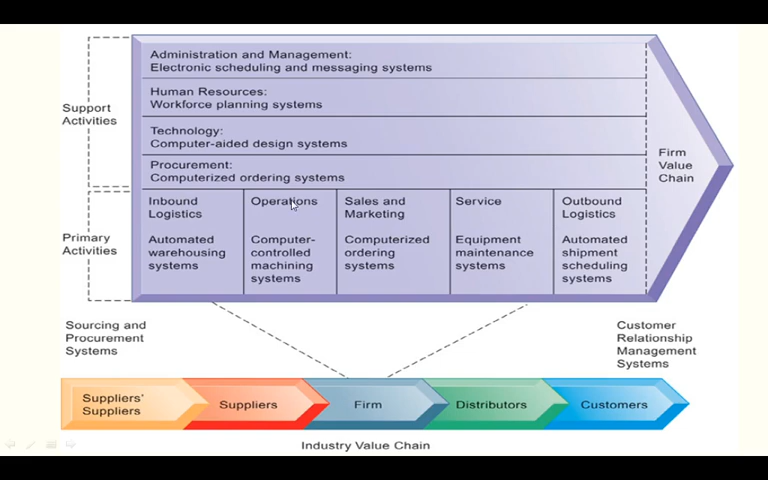 Administration and Management:
Electronic scheduling and messaging systems
Human Resources:
Workforce planning systems
Support
Activities
Technology:
Computer-aided design systems
Procurement:
Computerized ordering systems
Firm
Value
Chain
Primary
Activities
Inbound
Logistics
Automated
warehousing
systems
Operations
Computer-
controlled
machining
systems
Sales and
Marketing
Computerized
ordering
systems
Service
Equipment
maintenance
systems
Outbound
Logistics
Automated
shipment
scheduling
systems
Sourcing and
Procurement
Systems
Customer
Relationship
Management
Systems
Suppliers'
Suppliers
Suppliers
Firm
Distributors
Customers
Industry Value Chain